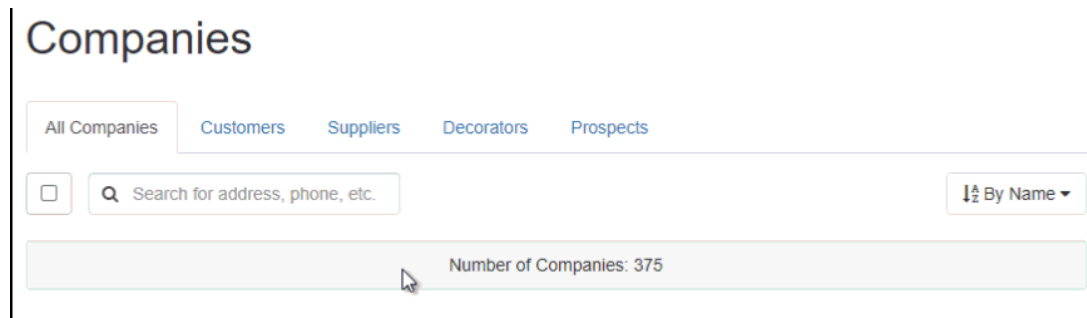 Companies
All Companies Customers Suppliers Decorators Prospects
Search for address, phone, etc. By Name
Number of Companies: 375